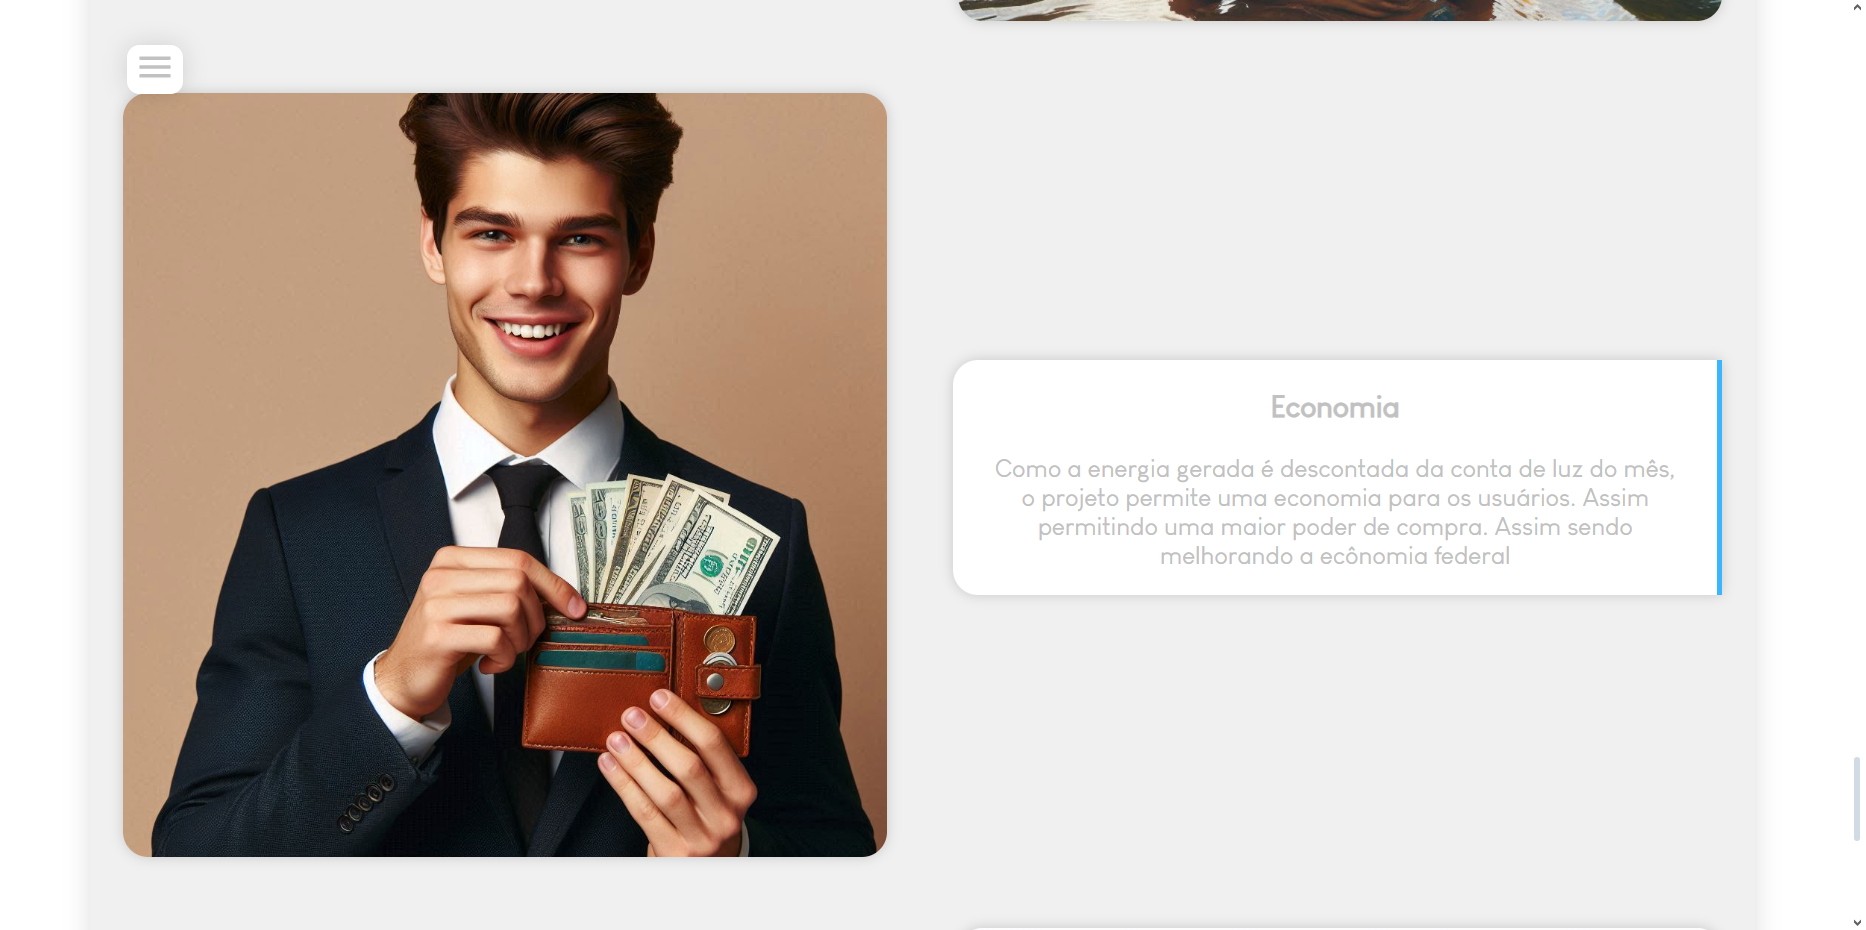 Economia
Como a energia gerada é descontada da conta de luz do mês,
o projeto permite uma economia para os usuários. Assim
permitindo uma maior poder de compra. Assim sendo
melhorando a ecônomia federal